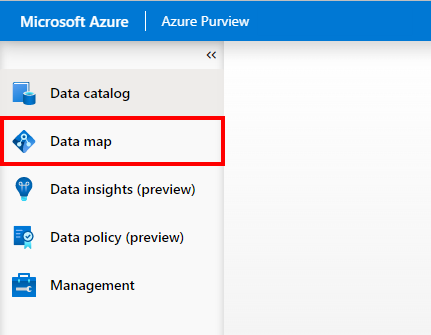 Microsoft Azure Azure Purview
Data catalog
Data map
Data insights (preview)
Data policy (preview)
Management